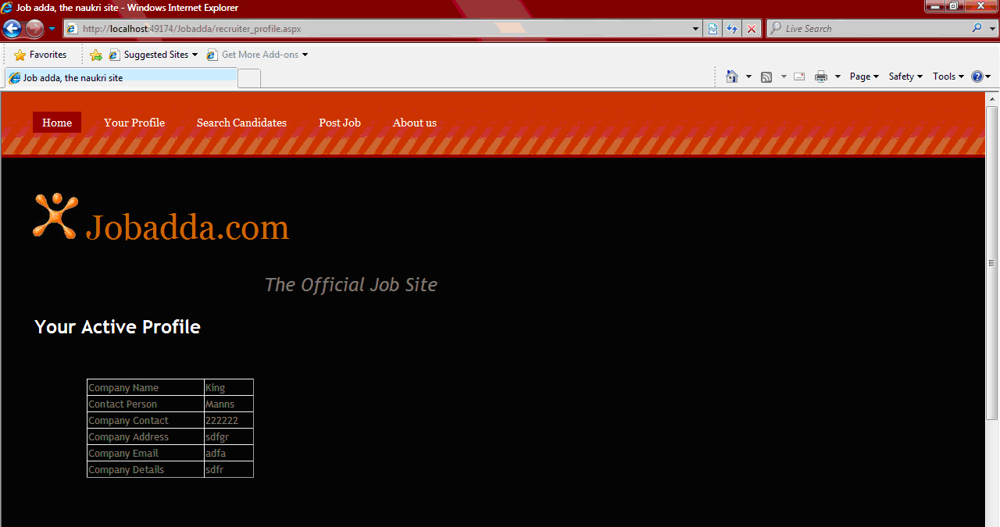 Job adda, the naukri site - Windows Internet Explorer
http://localhost:49174/Jobadda/recruiter_profile.aspx
Live Search
Favorites Suggested Sites Get More Add-ons
Job adda, the naukri site
Page Safety Tools
Home Your Profile Search Candidates Post Job About us
Jobadda.com
The Official Job Site
Your Active Profile
Company Name King
Contact Person Manns
Company Contact 222222
Company Address sdfgr
Company Email adfa
Company Details sdfr